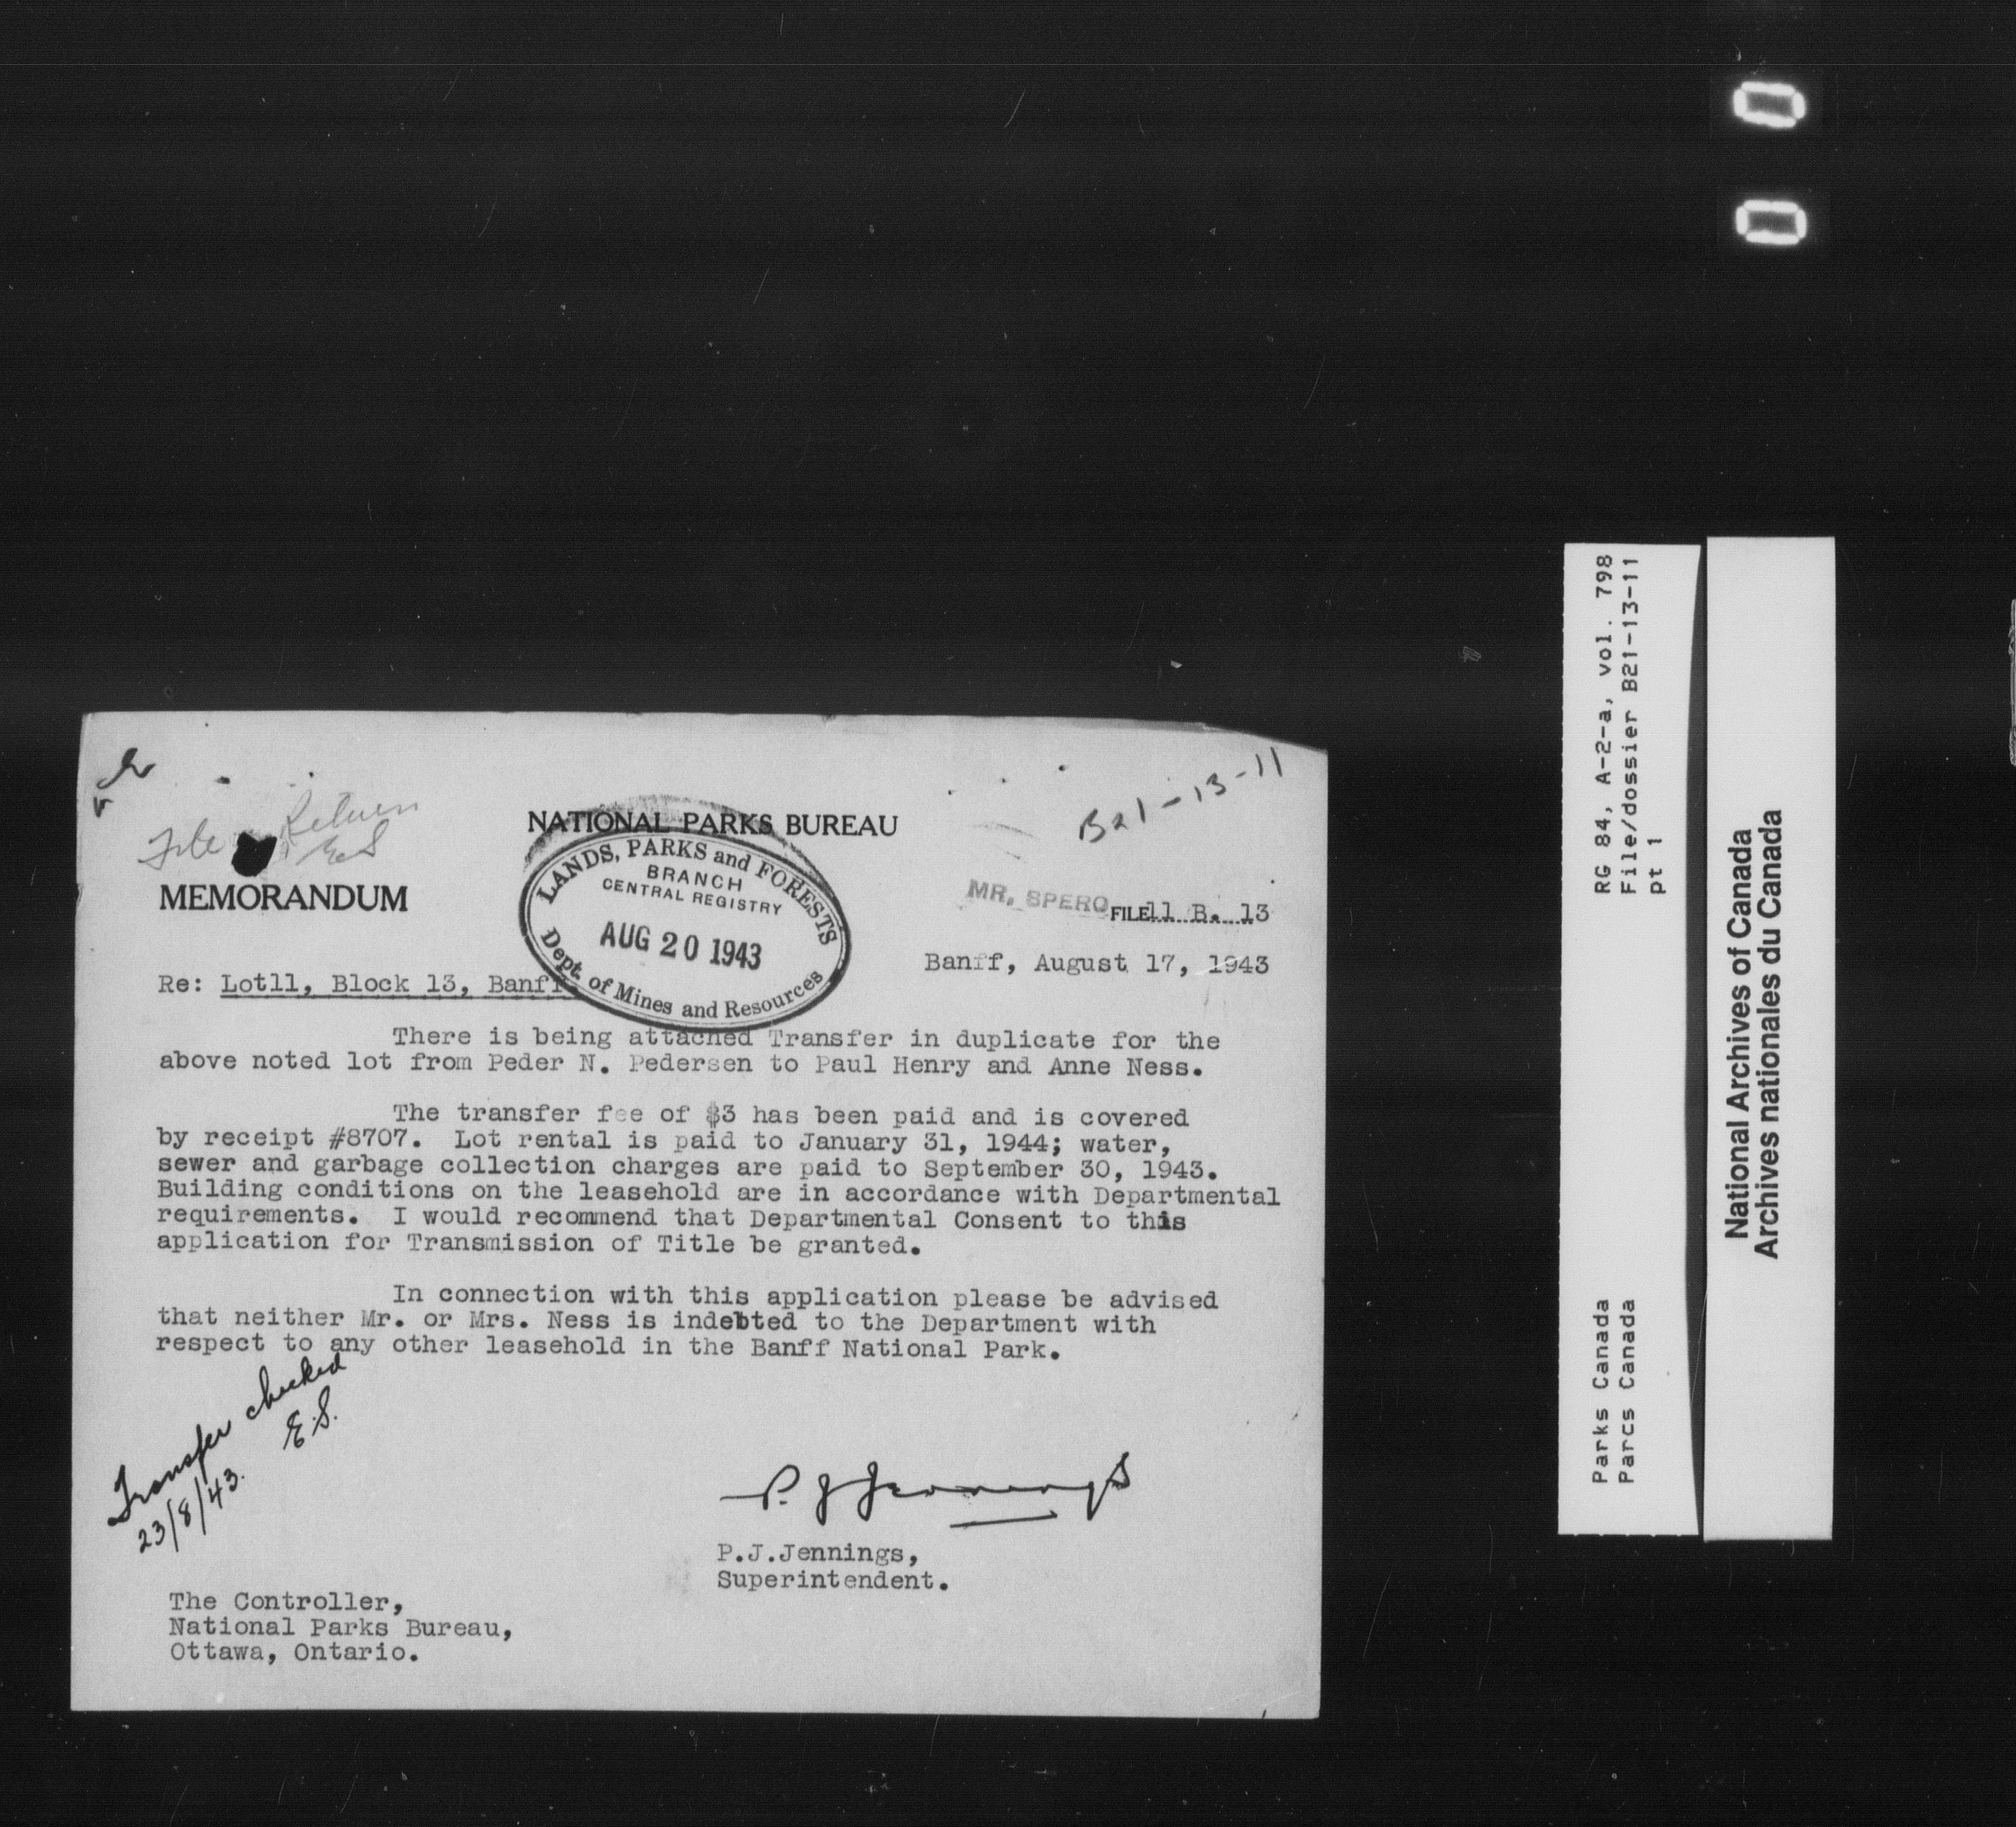 0
0
B21-13-11
File Return
E.S.
NATIONAL PARKS BUREAU
MEMORANDUM
LANDS, PARKS and FORESTS
BRANCH
CENTRAL REGISTRY
AUG 20 1943
Dept. of Mines and Resources
MR. SPERO
FILE 11 B. 13
Banff, August 17, 1943
Re: Lot11, Block 13, Banff.
There is being attached Transfer in duplicate for the
above noted lot from Peder N. Pedersen to Paul Henry and Anne Ness.
The transfer fee of $3 has been paid and is covered
by receipt #8707. Lot rental is paid to January 31, 1944; water,
sewer and garbage collection charges are paid to September 30, 1943.
Building conditions on the leasehold are in accordance with Departmental
requirements. I would recommend that Departmental Consent to this
application for Transmission of Title be granted.
In connection with this application please be advised
that neither Mr. or Mrs. Ness is indebted to the Department with
respect to any other leasehold in the Banff National Park.
Transfer checked
E.S.
23/8/43.
P. J Jennings
P.J.Jennings,
Superintendent.
The Controller,
National Parks Bureau,
Ottawa, Ontario.
RG 84, A-2-a, vol. 798
File/dossier B21-13-11
pt 1
Parks Canada
Parcs Canada
National Archives of Canada
Archives nationales du Canada